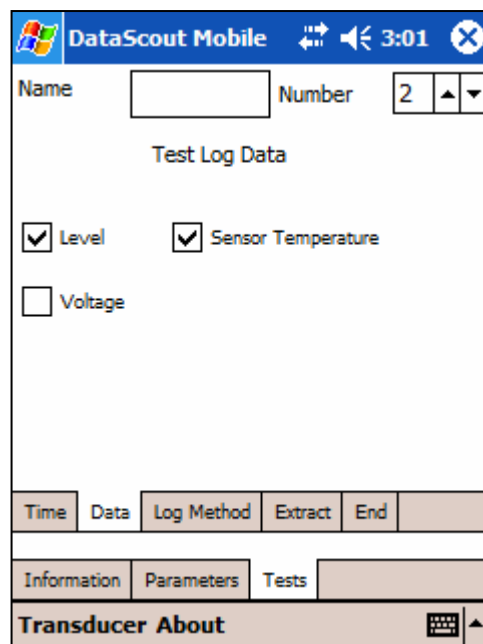 DataScout Mobile 3:01
Name Number 2
Test Log Data
Level Sensor Temperature
Voltage
Time Data Log Method Extract End
Information Parameters Tests
Transducer About